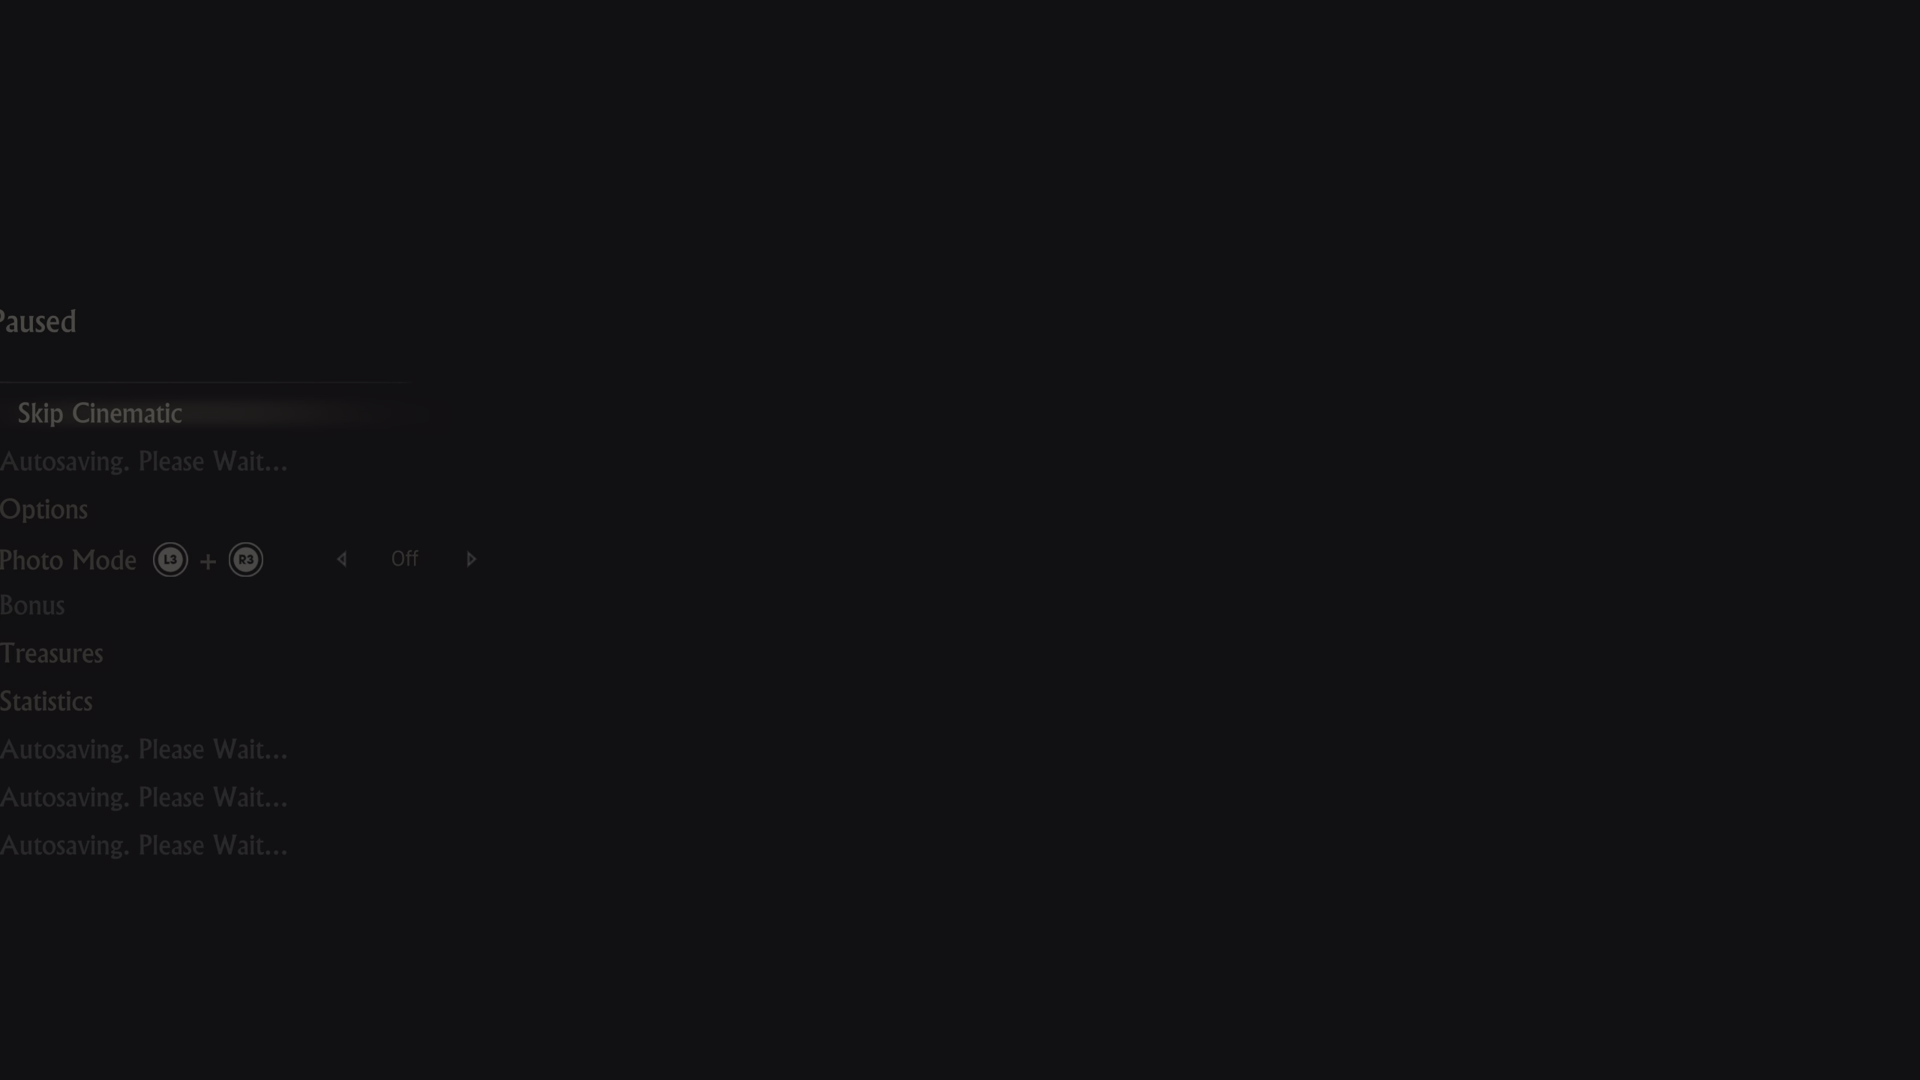 Paused
Skip Cinematic
Autosaving. Please Wait...
Options
Photo Mode L3 + R3 Off
Bonus
Treasures
Statistics
Autosaving. Please Wait...
Autosaving. Please Wait...
Autosaving. Please Wait...